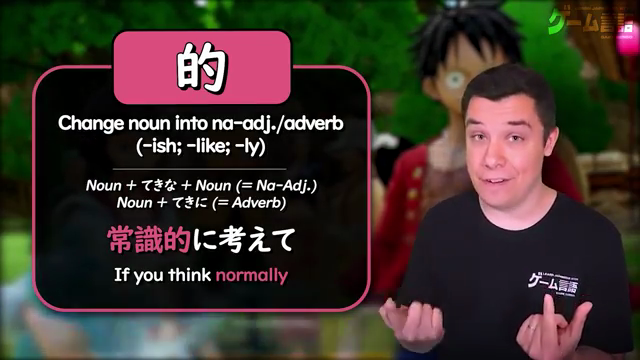 ゲーム言語
的
Change noun into na-adj./adverb
(-ish; -like; -ly)
Noun + てきな + Noun (= Na-Adj.)
Noun + てきに (= Adverb)
常識的に考えて
If you think normally
ゲーム言語